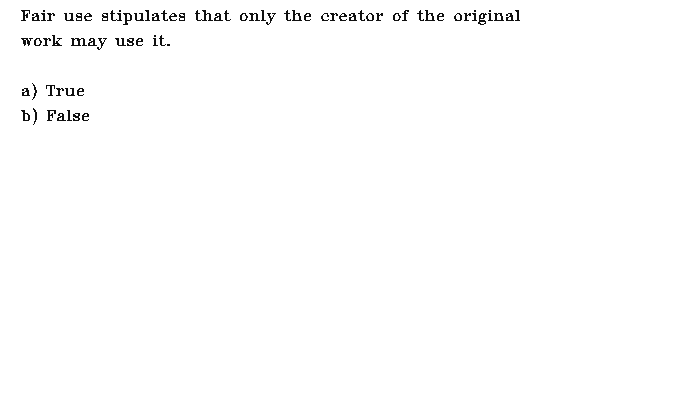 Fair use stipulates that only the creator of the original
work may use it.
a) True
b) False